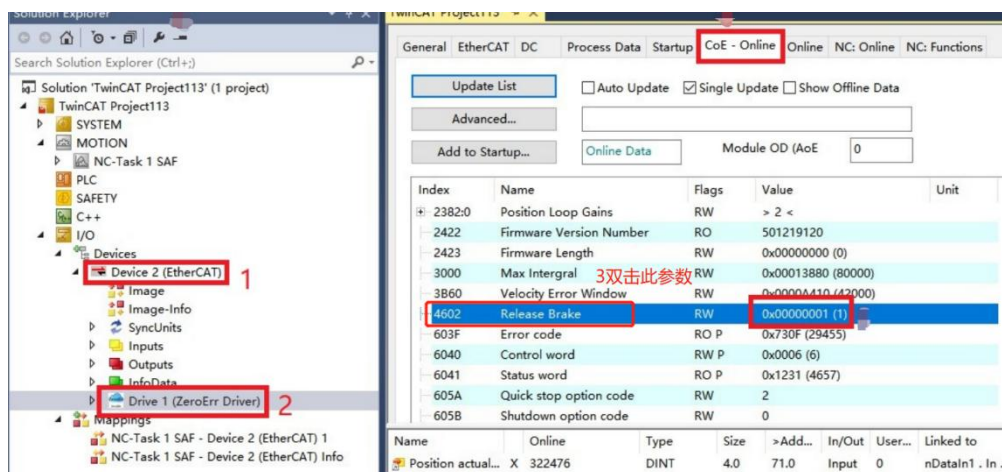 Solution Explorer
TwinCAT Project113
Search Solution Explorer (Ctrl+;)
Solution 'TwinCAT Project113' (1 project)
TwinCAT Project113
SYSTEM
MOTION
NC-Task 1 SAF
PLC
SAFETY
C++
I/O
Devices
Device 2 (EtherCAT)
1
Image
Image-Info
SyncUnits
Inputs
Outputs
InfoData
Drive 1 (ZeroErr Driver)
2
Mappings
NC-Task 1 SAF - Device 2 (EtherCAT) 1
NC-Task 1 SAF - Device 2 (EtherCAT) Info
General EtherCAT DC Process Data Startup CoE - Online Online NC: Online NC: Functions
Update List Auto Update Single Update Show Offline Data
Advanced...
Add to Startup... Online Data Module OD (AoE 0
Index Name Flags Value Unit
2382:0 Position Loop Gains RW > 2 <
2422 Firmware Version Number RO 501219120
2423 Firmware Length RW 0x00000000 (0)
3000 Max Intergral RW 0x00013880 (80000)
3双击此参数
3B60 Velocity Error Window RW 0x0000A410 (42000)
4602 Release Brake RW 0x00000001 (1)
603F Error code RO P 0x730F (29455)
6040 Control word RW P 0x0006 (6)
6041 Status word RO P 0x1231 (4657)
605A Quick stop option code RW 2
605B Shutdown option code RW 0
Name Online Type Size >Add... In/Out User... Linked to
Position actual... X 322476 DINT 4.0 71.0 Input 0 nDataIn1 . In